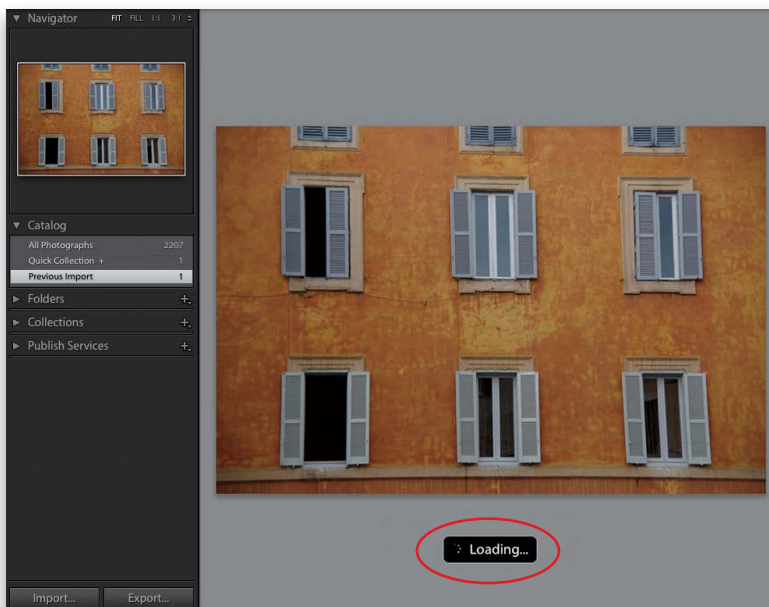 Navigator FIT FILL 1:1 3:1
Catalog
All Photographs 2207
Quick Collection + 1
Previous Import 1
Folders +
Collections +
Publish Services +
Loading...
Import... Export...